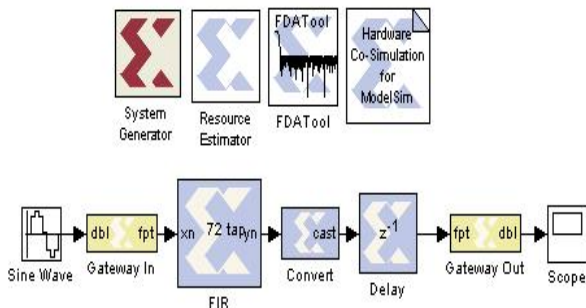 FDATool
Hardware
Co-Simulation
for
ModelSim
System
Generator
Resource
Estimator
FDATool
Sine Wave
dbl fpt
Gateway In
xn 72 tap yn
FIR
cast
Convert
z-1
Delay
fpt dbl
Gateway Out
Scope